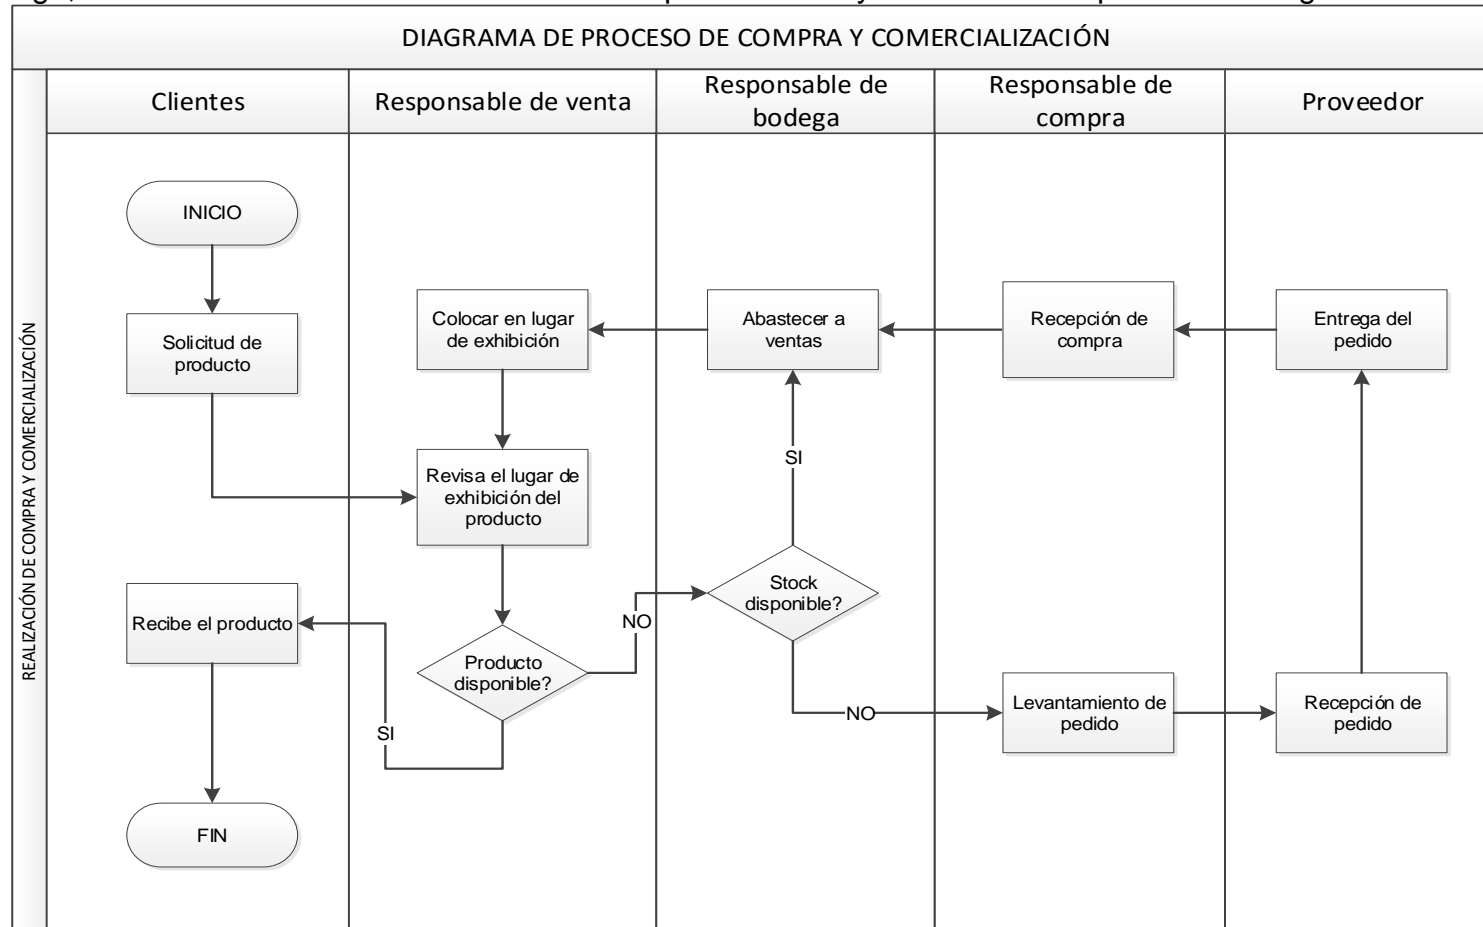 DIAGRAMA DE PROCESO DE COMPRA Y COMERCIALIZACIÓN
REALIZACIÓN DE COMPRA Y COMERCIALIZACIÓN
Clientes
Responsable de venta
Responsable de
bodega
Responsable de
compra
Proveedor
INICIO
Solicitud de
producto
Colocar en lugar
de exhibición
Abastecer a
ventas
Recepción de
compra
Entrega del
pedido
Revisa el lugar de
exhibición del
producto
SI
Stock
disponible?
Recibe el producto
NO
Producto
disponible?
SI
NO
Levantamiento de
pedido
Recepción de
pedido
FIN